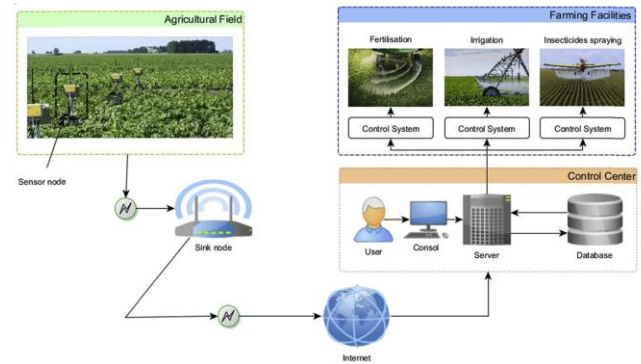 Agricultural Field
Sensor node
Sink node
Internet
Farming Facilities
Fertilisation
Irrigation
Insecticides spraying
Control System
Control System
Control System
Control Center
User
Consol
Server
Database